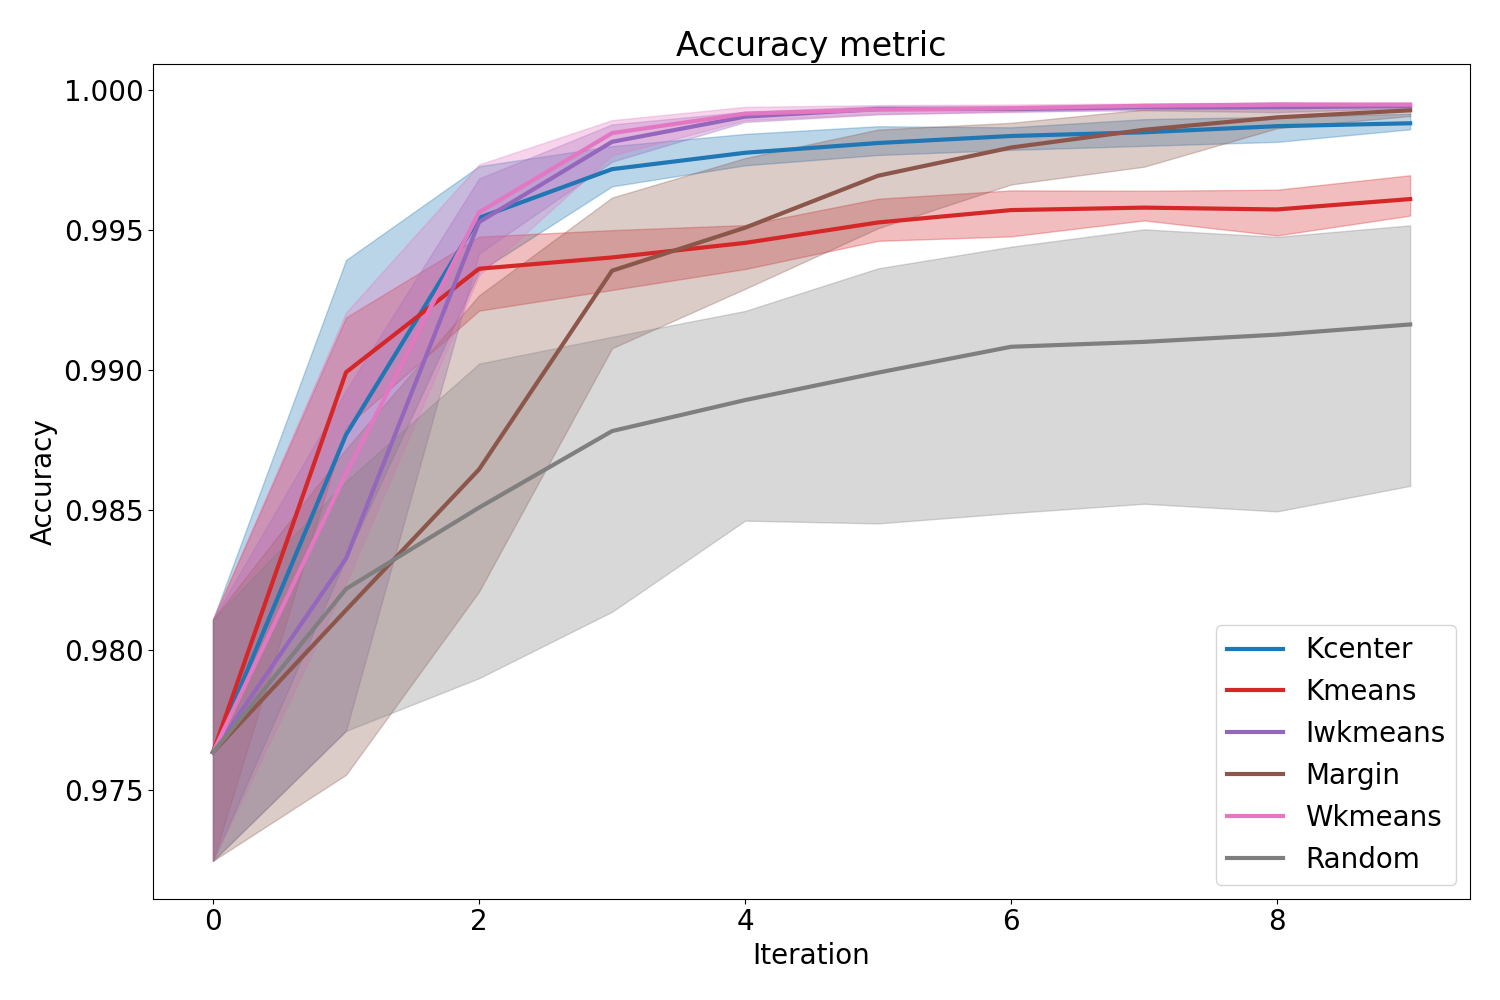 Accuracy metric
1.000
0.995
0.990
0.985
0.980
0.975
Accuracy
0
2
4
6
8
Iteration
Kcenter
Kmeans
Iwkmeans
Margin
Wkmeans
Random